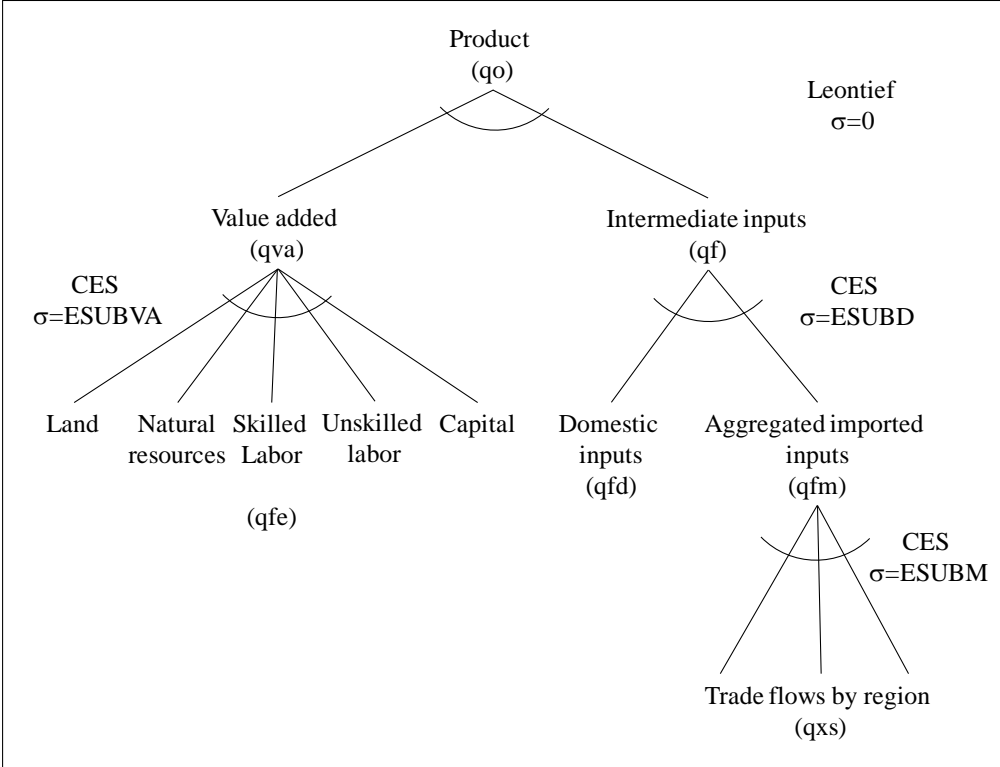 Product
(qo)
Leontief
σ=0
Value added
(qva)
Intermediate inputs
(qf)
CES
σ=ESUBVA
CES
σ=ESUBD
Land
Natural
resources
Skilled
Labor
Unskilled
labor
Capital
(qfe)
Domestic
inputs
(qfd)
Aggregated imported
inputs
(qfm)
CES
σ=ESUBM
Trade flows by region
(qxs)